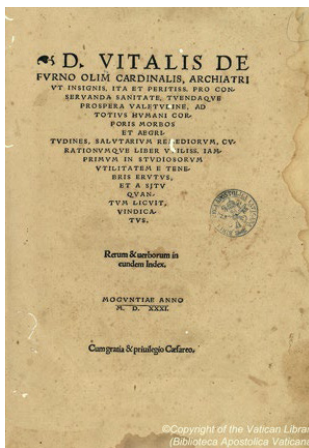 D. VITALIS DE
FVRNO OLIM CARDINALIS, ARCHIATRI
VT INSIGNIS, ITA ET PERITISS. PRO CON-
SERVANDA SANITATE, TVENDAQVE
PROSPERA VALETVDINE, AD
TOTIVS HVMANI COR-
PORIS MORBOS
ET AEGRI-
TVDINES, SALVTARIVM REMEDIORVM, CV-
RATIONVMQVE LIBER VTILISS. IAM-
PRIMVM IN STVDIOSORVM
VTILITATEM E TENE-
BRIS ERVTVS,
ET A SITV
QVAN-
TVM LICVIT,
VINDICA-
TVS.
Rerum & uerborum in
eundem Index.
MOGVNTIAE ANNO
M. D. XXXI.
Cum gratia & priuilegio Cæsareo.
©Copyright of the Vatican Librar
(Biblioteca Apostolica Vaticana